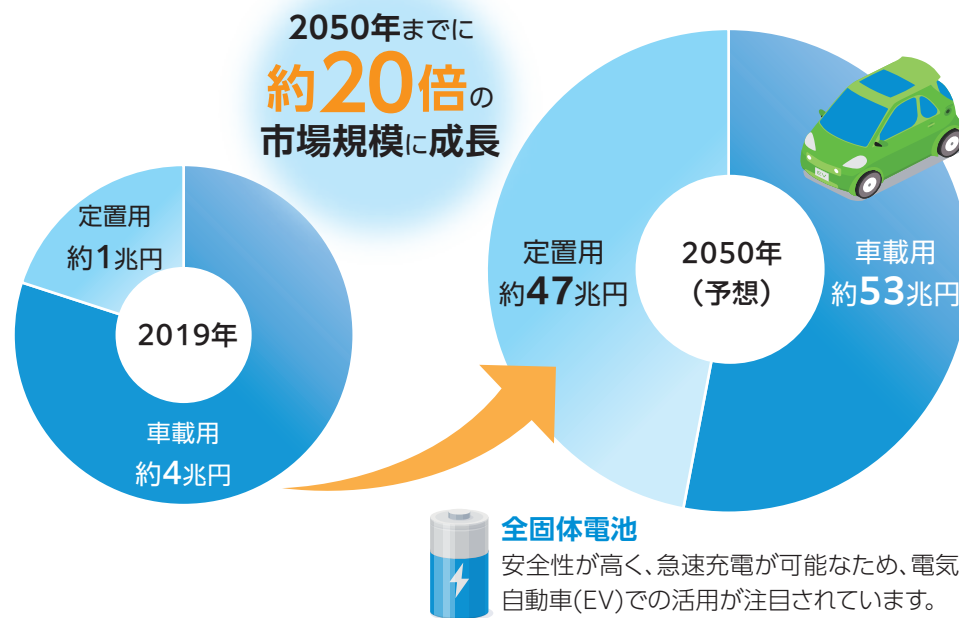 2050年までに
約20倍の
市場規模に成長
定置用
約1兆円
2019年
車載用
約4兆円
定置用
約47兆円
2050年
（予想）
車載用
約53兆円
全固体電池
安全性が高く、急速充電が可能なため、電気
自動車(EV)での活用が注目されています。